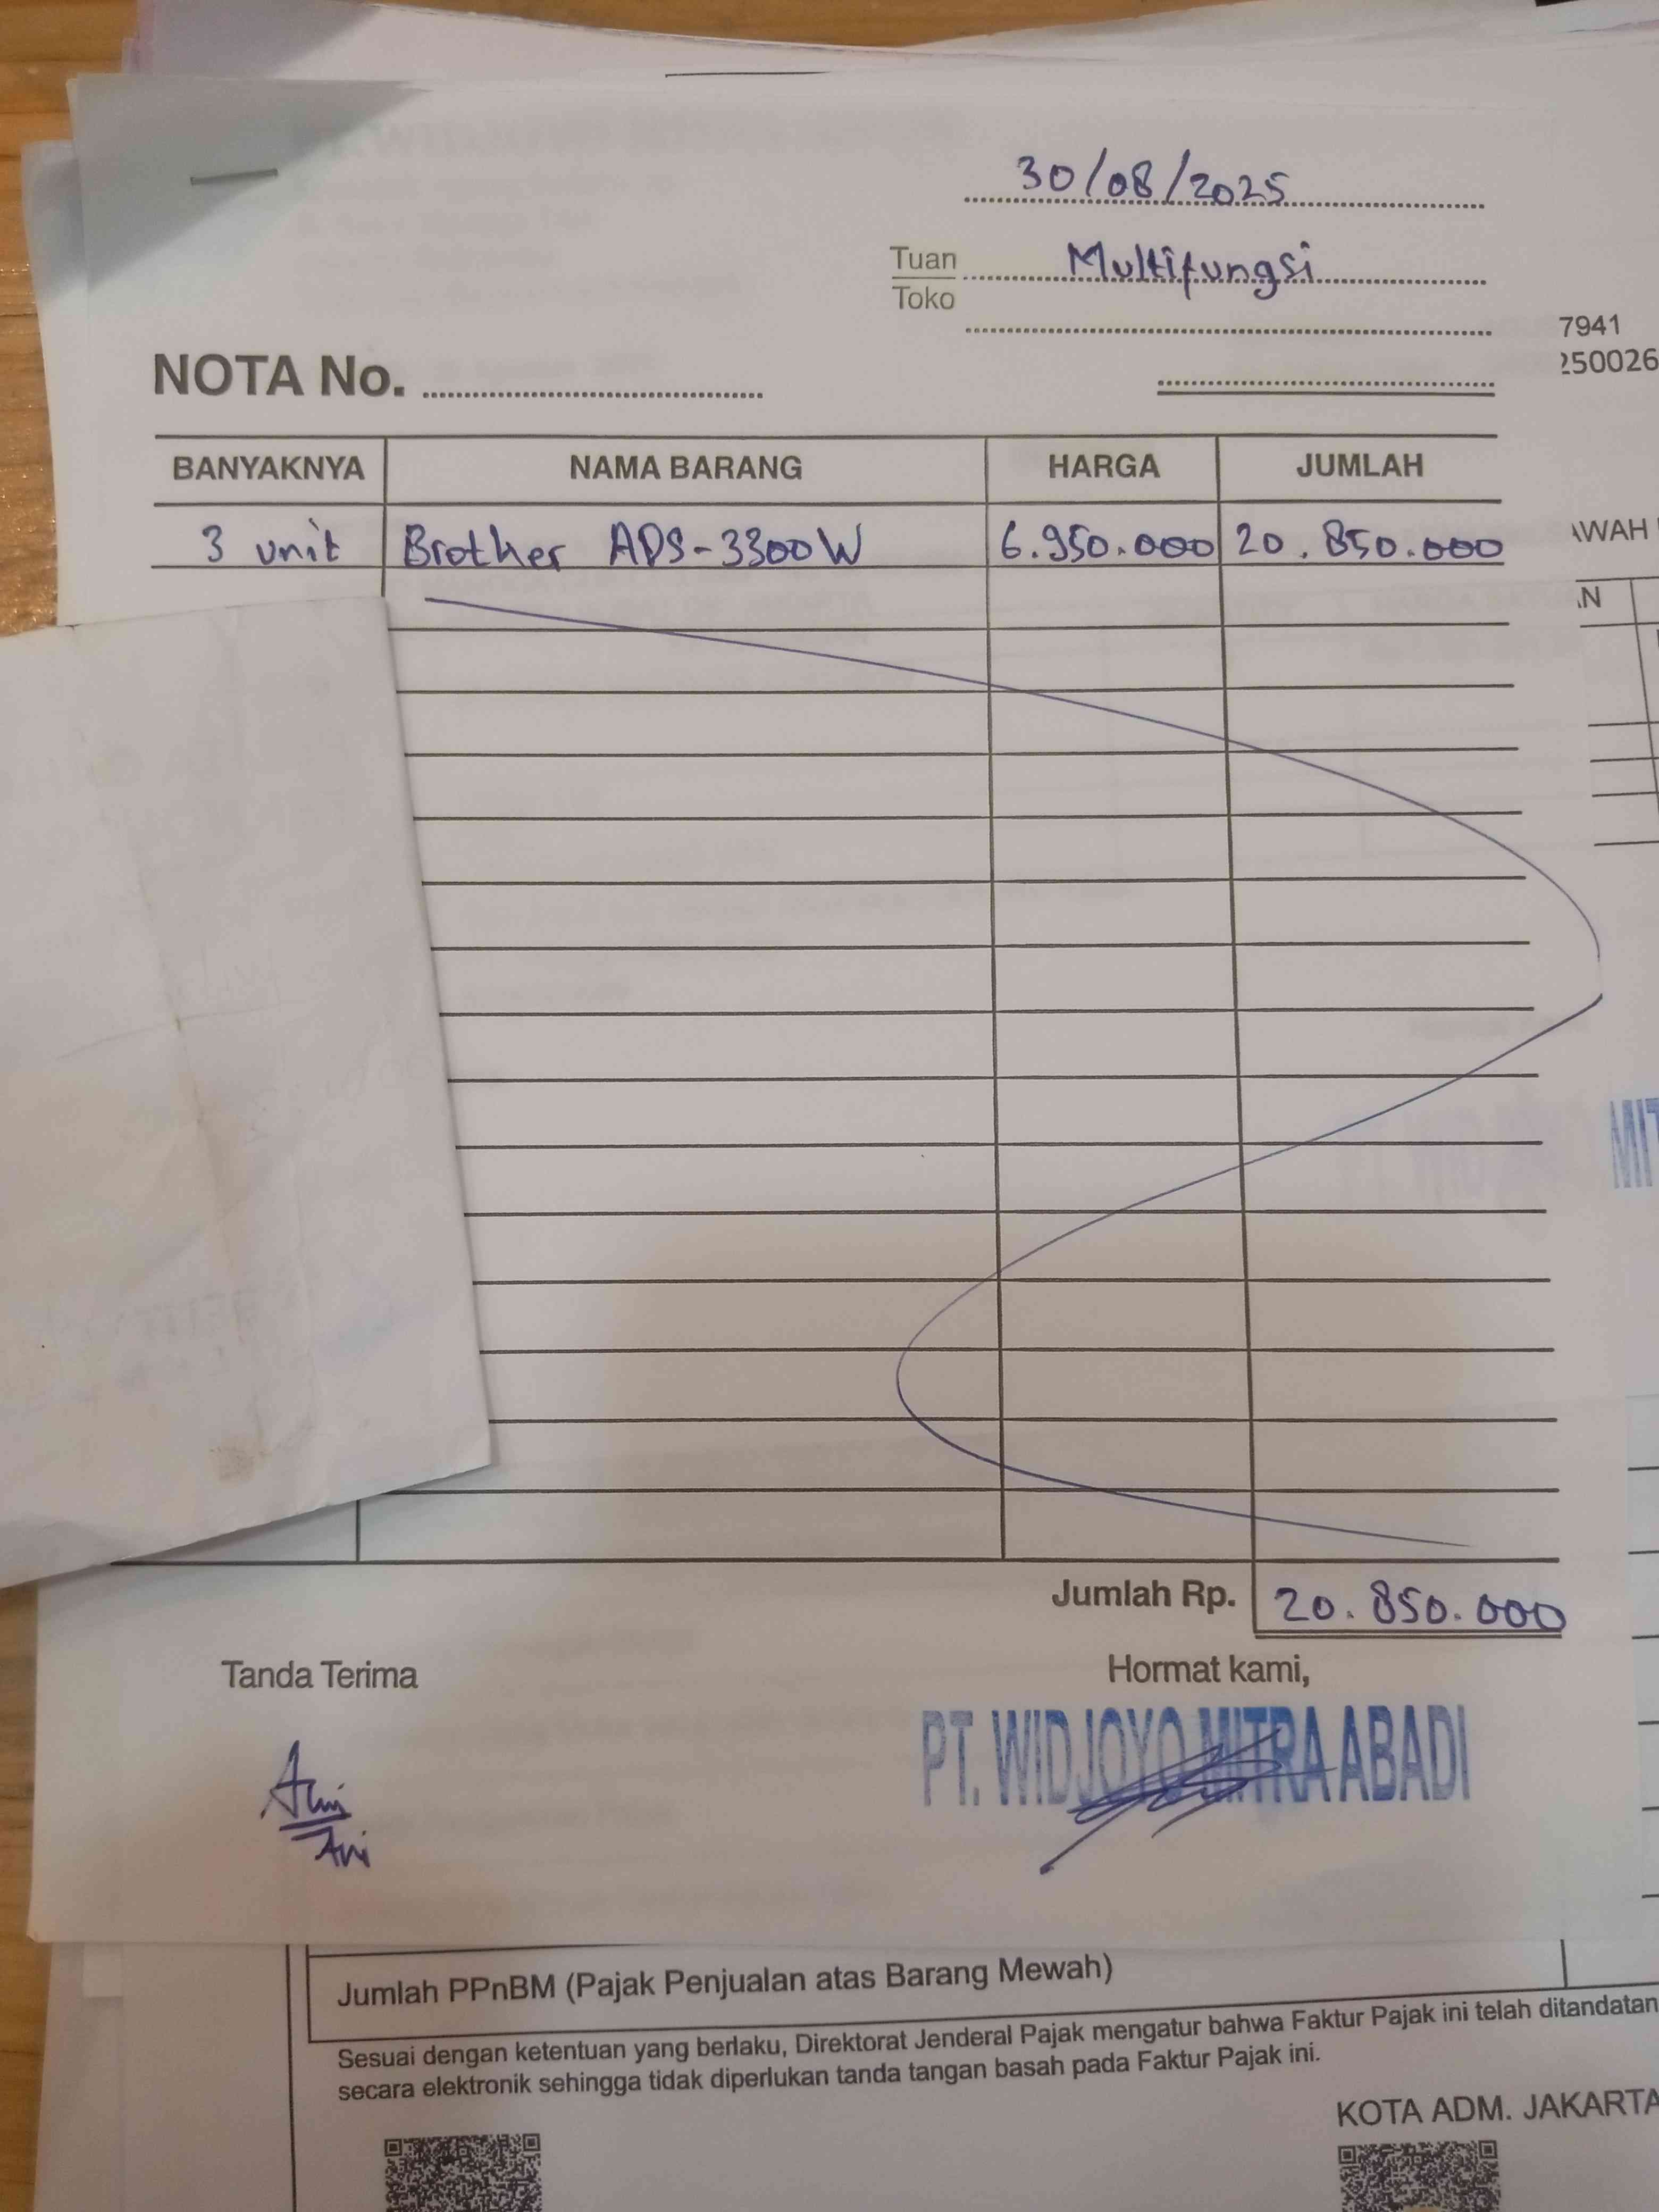 30/08/2025
Tuan Multifungsi
Toko
7941
250026
NOTA No.
BANYAKNYA NAMA BARANG HARGA JUMLAH
3 unit Brother ADS-3300W 6.950.000 20.850.000
AWAH
AN
MIT
Jumlah Rp. 20.850.000
Tanda Terima Hormat kami,
PT. WIDJOYO MITRA ABADI
Ani
Jumlah PPnBM (Pajak Penjualan atas Barang Mewah)
Sesuai dengan ketentuan yang berlaku, Direktorat Jenderal Pajak mengatur bahwa Faktur Pajak ini telah ditandatan
secara elektronik sehingga tidak diperlukan tanda tangan basah pada Faktur Pajak ini.
KOTA ADM. JAKARTA